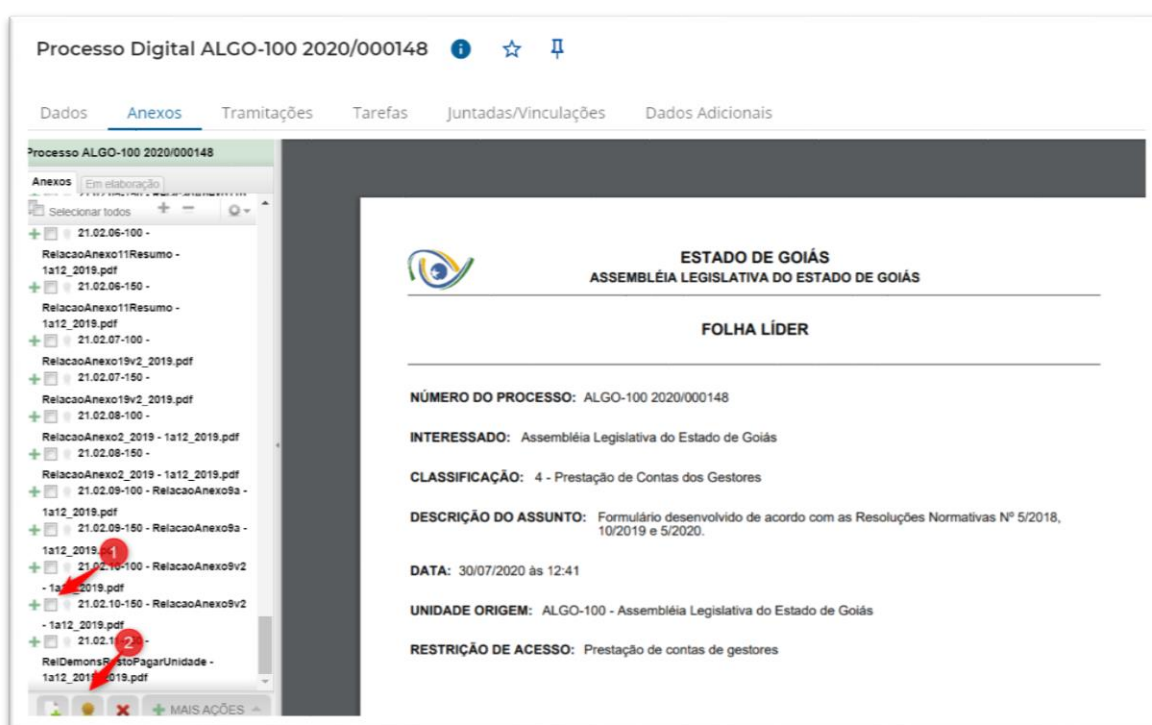 Processo Digital ALGO-100 2020/000148
Dados Anexos Tramitações Tarefas Juntadas/Vinculações Dados Adicionais
Processo ALGO-100 2020/000148
Anexos Em elaboração
Selecionar todos
21.02.06-100 -
RelacaoAnexo11Resumo -
1a12_2019.pdf
21.02.06-150 -
RelacaoAnexo11Resumo -
1a12_2019.pdf
21.02.07-100 -
RelacaoAnexo19v2_2019.pdf
21.02.07-150 -
RelacaoAnexo19v2_2019.pdf
21.02.08-100 -
RelacaoAnexo2_2019 - 1a12_2019.pdf
21.02.08-150 -
RelacaoAnexo2_2019 - 1a12_2019.pdf
21.02.09-100 - RelacaoAnexo9a -
1a12_2019.pdf
21.02.09-150 - RelacaoAnexo9a -
1a12_2019.
1
21.02.10-100 - RelacaoAnexo9v2
2019.pdf
21.02.10-150 - RelacaoAnexo9v2
- 1a12_2019.pdf
2
1a12_
2019.pdf
MAIS AÇÕES
ESTADO DE GOIÁS
ASSEMBLÉIA LEGISLATIVA DO ESTADO DE GOIÁS
FOLHA LÍDER
NÚMERO DO PROCESSO: ALGO-100 2020/000148
INTERESSADO: Assembléia Legislativa do Estado de Goiás
CLASSIFICAÇÃO: 4 - Prestação de Contas dos Gestores
DESCRIÇÃO DO ASSUNTO: Formulário desenvolvido de acordo com as Resoluções Normativas Nº 5/2018,
10/2019 e 5/2020.
DATA: 30/07/2020 às 12:41
UNIDADE ORIGEM: ALGO-100 - Assembléia Legislativa do Estado de Goiás
RESTRIÇÃO DE ACESSO: Prestação de contas de gestores